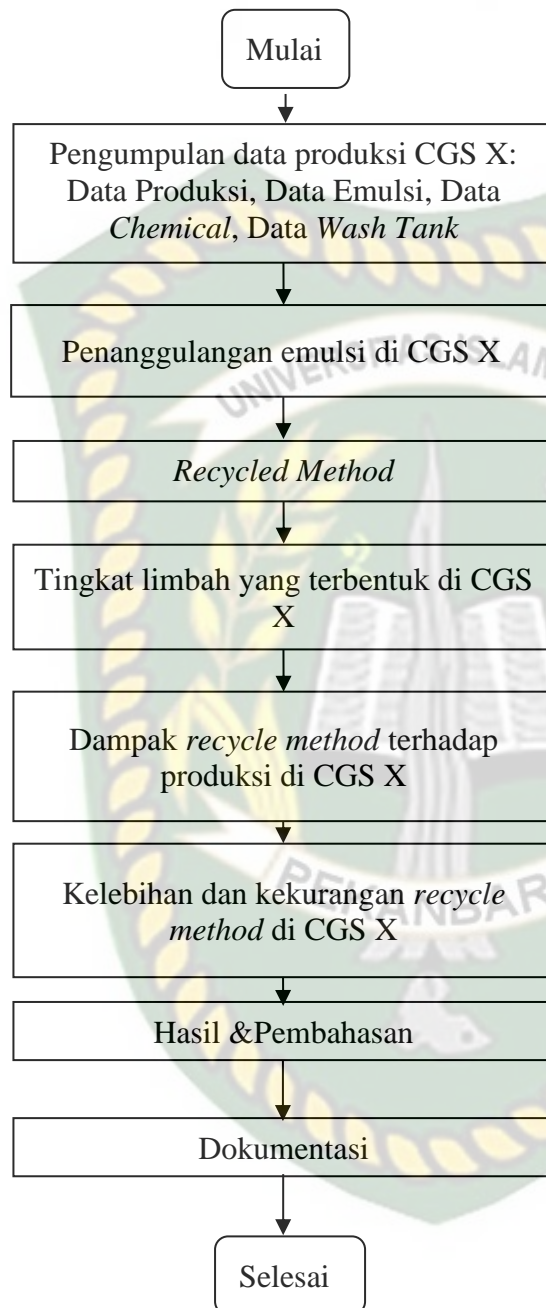 Mulai
Pengumpulan data produksi CGS X:
Data Produksi, Data Emulsi, Data
Chemical, Data Wash Tank
Penanggulangan emulsi di CGS X
UNIVERSITAS ISLAM
Recycled Method
Tingkat limbah yang terbentuk di CGS
X
Dampak recycle method terhadap
produksi di CGS X
Kelebihan dan kekurangan recycle
method di CGS X
Hasil &Pembahasan
Dokumentasi
Selesai